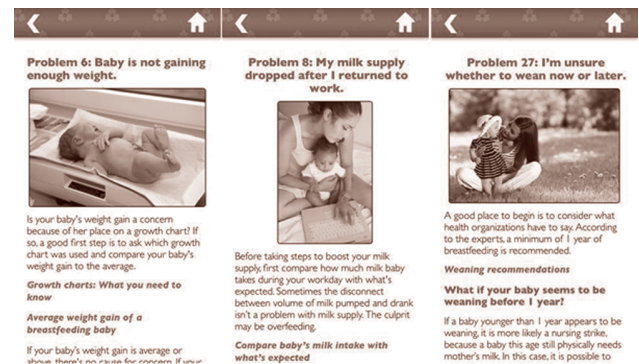 Problem 6: Baby is not gaining
enough weight.
Is your baby's weight gain a concern
because of her place on a growth chart? If
so, a good first step is to ask which growth
chart was used and compare your baby's
weight gain to the average.
Growth charts: What you need to
know
Average weight gain of a
breastfeeding baby
If your baby's weight gain is average or
above, there's no cause for concern. If your
Problem 8: My milk supply
dropped after I returned to
work.
Before taking steps to boost your milk
supply, first compare how much milk baby
takes during your workday with what's
expected. Sometimes the disconnect
between volume of milk pumped and drank
isn't a problem with milk supply. The culprit
may be overfeeding.
Compare baby's milk intake with
what's expected
Problem 27: I'm unsure
whether to wean now or later.
A good place to begin is to consider what
health organizations have to say. According
to the experts, a minimum of 1 year of
breastfeeding is recommended.
Weaning recommendations
What if your baby seems to be
weaning before 1 year?
If a baby younger than 1 year appears to be
weaning, it is more likely a nursing strike,
because a baby this age still physically needs
mother's milk. In this case, it is possible to